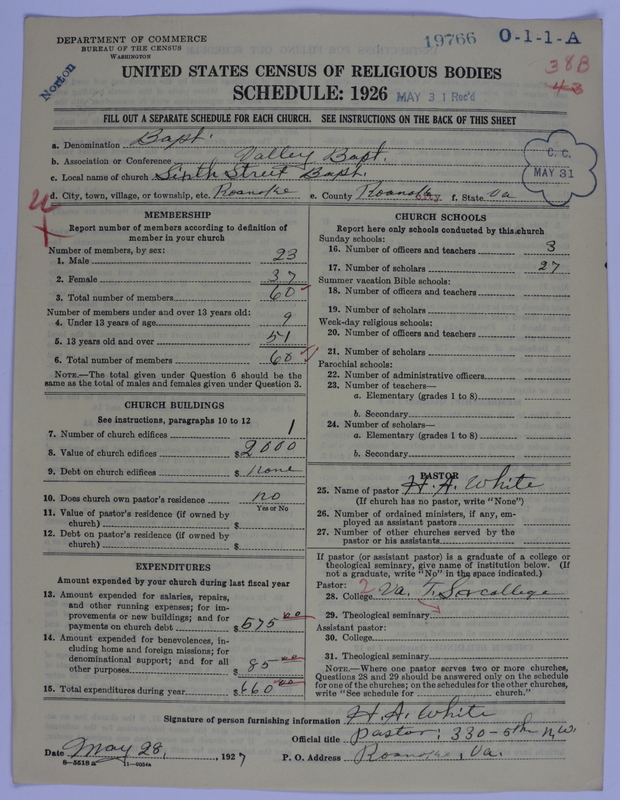 DEPARTMENT OF COMMERCE
BUREAU OF THE CENSUS
WASHINGTON
19766
O-1-1-A
38B
43
Norton
UNITED STATES CENSUS OF RELIGIOUS BODIES
SCHEDULE: 1926
MAY 31 Rec'd
FILL OUT A SEPARATE SCHEDULE FOR EACH CHURCH. SEE INSTRUCTIONS ON THE BACK OF THIS SHEET
a. Denomination Bapt.
b. Association or Conference Valley Bapt.
c. Local name of church Sixth Street Bapt.
C. C.
MAY 31
d. City, town, village, or township, etc. Roanoke e. County Roanoke City f. State Va
MEMBERSHIP
Report number of members according to definition of
member in your church
Number of members, by sex:
1. Male 23
2. Female 37
3. Total number of members 60
Number of members under and over 13 years old:
4. Under 13 years of age 9
5. 13 years old and over 51
6. Total number of members 60
NOTE.—The total given under Question 6 should be the
same as the total of males and females given under Question 3.
CHURCH BUILDINGS
See instructions, paragraphs 10 to 12
7. Number of church edifices 1
8. Value of church edifices $ 2000
9. Debt on church edifices $ None
10. Does church own pastor's residence no
Yes or No
11. Value of pastor's residence (if owned by
church) $
12. Debt on pastor's residence (if owned by
church) $
EXPENDITURES
Amount expended by your church during last fiscal year
13. Amount expended for salaries, repairs,
and other running expenses; for im-
provements or new buildings; and for
payments on church debt $ 575.00
14. Amount expended for benevolences, in-
cluding home and foreign missions; for
denominational support; and for all
other purposes $ 85.00
15. Total expenditures during year $ 660.00
CHURCH SCHOOLS
Report here only schools conducted by this church
Sunday schools:
16. Number of officers and teachers 3
17. Number of scholars 27
Summer vacation Bible schools:
18. Number of officers and teachers
19. Number of scholars
Week-day religious schools:
20. Number of officers and teachers
21. Number of scholars
Parochial schools:
22. Number of administrative officers
23. Number of teachers—
a. Elementary (grades 1 to 8)
b. Secondary
24. Number of scholars—
a. Elementary (grades 1 to 8)
b. Secondary
PASTOR
25. Name of pastor H. A. White
(If church has no pastor, write "None")
26. Number of ordained ministers, if any, em-
ployed as assistant pastors
27. Number of other churches served by the
pastor or his assistants
If pastor (or assistant pastor) is a graduate of a college or
theological seminary, give name of institution below. (If
not a graduate, write "No" in the space indicated.)
Pastor:
28. College Va. T. Sor college
29. Theological seminary
Assistant pastor:
30. College
31. Theological seminary
NOTE.—Where one pastor serves two or more churches,
Questions 28 and 29 should be answered only on the schedule
for one of the churches; on the schedules for the other churches,
write "See schedule for church."
Signature of person furnishing information H. A. White
Official title Pastor; 330-5th N.W.
Date May 28, 1927 P. O. Address Roanoke, Va.
8-5518a 11-9034a